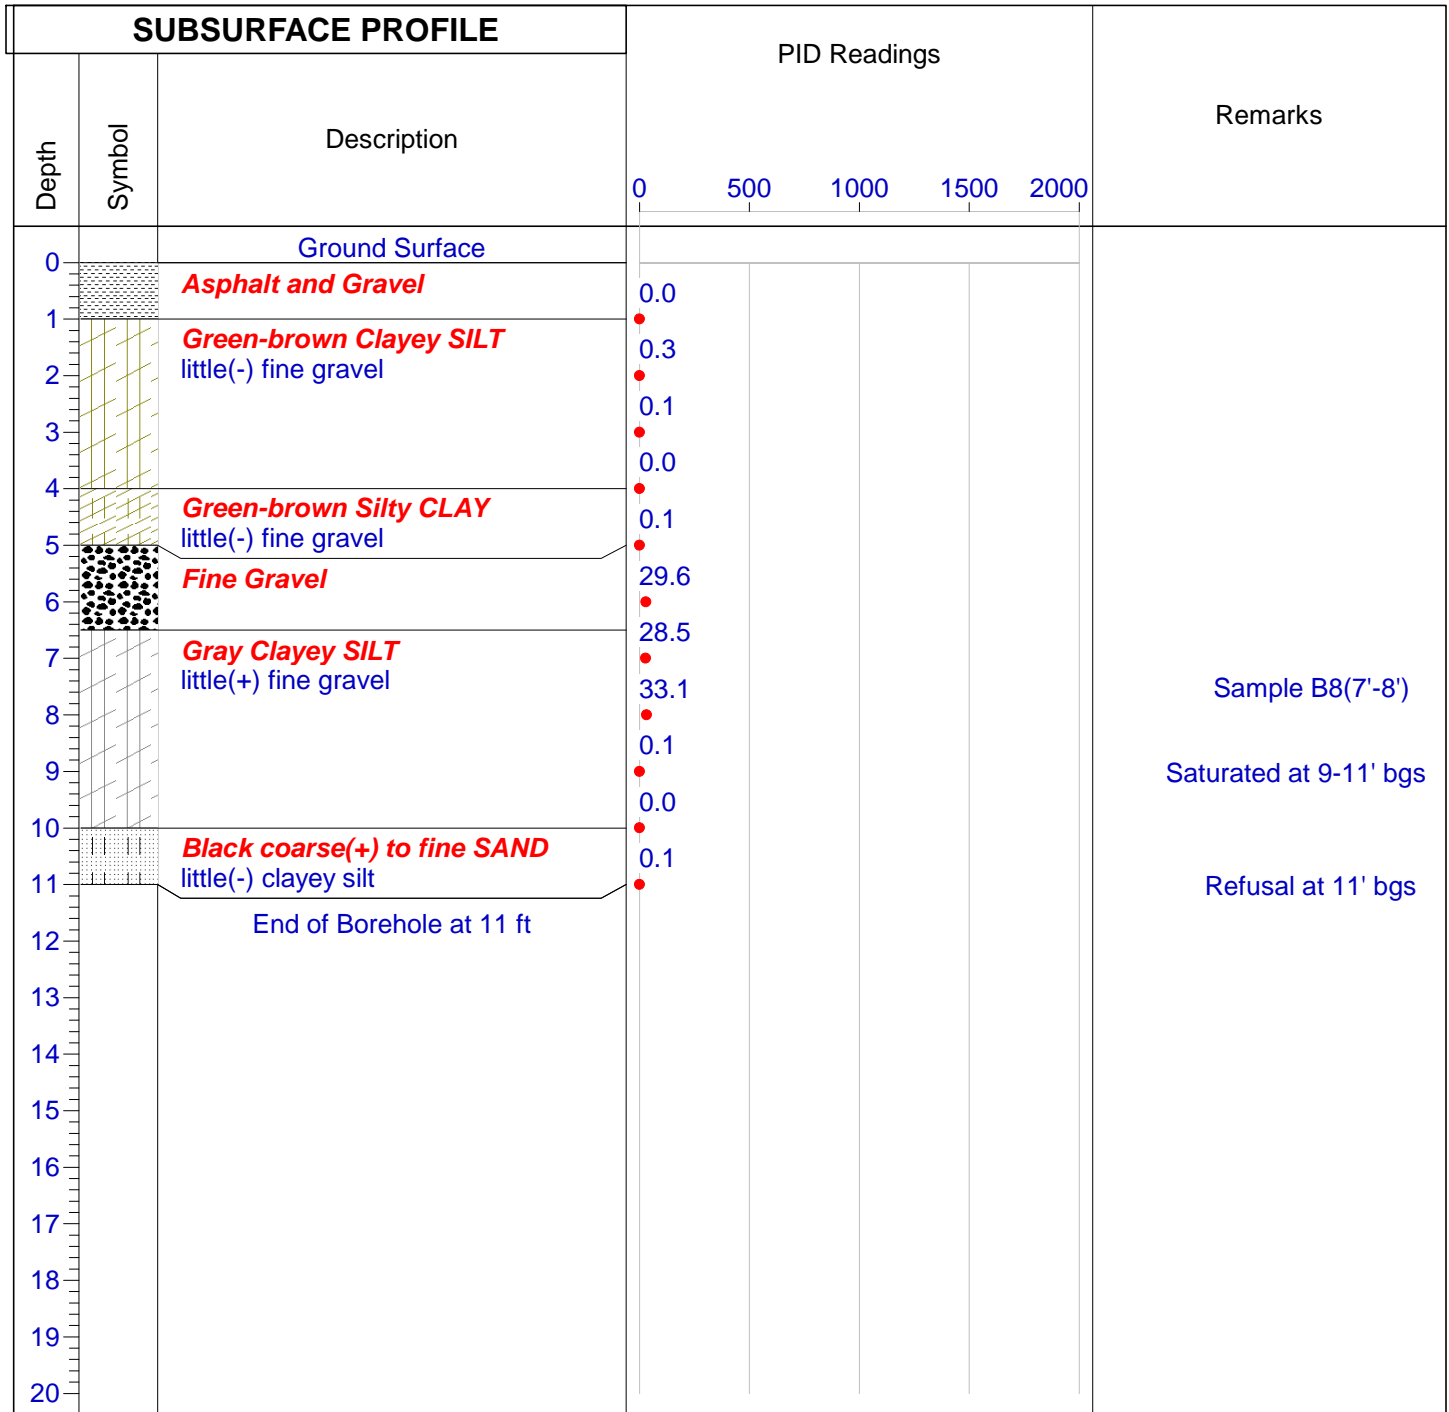 SUBSURFACE PROFILE
PID Readings
Remarks
Depth
Symbol
Description
0 500 1000 1500 2000
Ground Surface
0
Asphalt and Gravel
0.0
1
Green-brown Clayey SILT
0.3
little(-) fine gravel
2
0.1
3
0.0
4
Green-brown Silty CLAY
0.1
little(-) fine gravel
5
Fine Gravel
29.6
6
28.5
Gray Clayey SILT
7
little(+) fine gravel
33.1
Sample B8(7'-8')
8
0.1
9
Saturated at 9-11' bgs
0.0
10
Black coarse(+) to fine SAND
0.1
little(-) clayey silt
11
Refusal at 11' bgs
End of Borehole at 11 ft
12
13
14
15
16
17
18
19
20